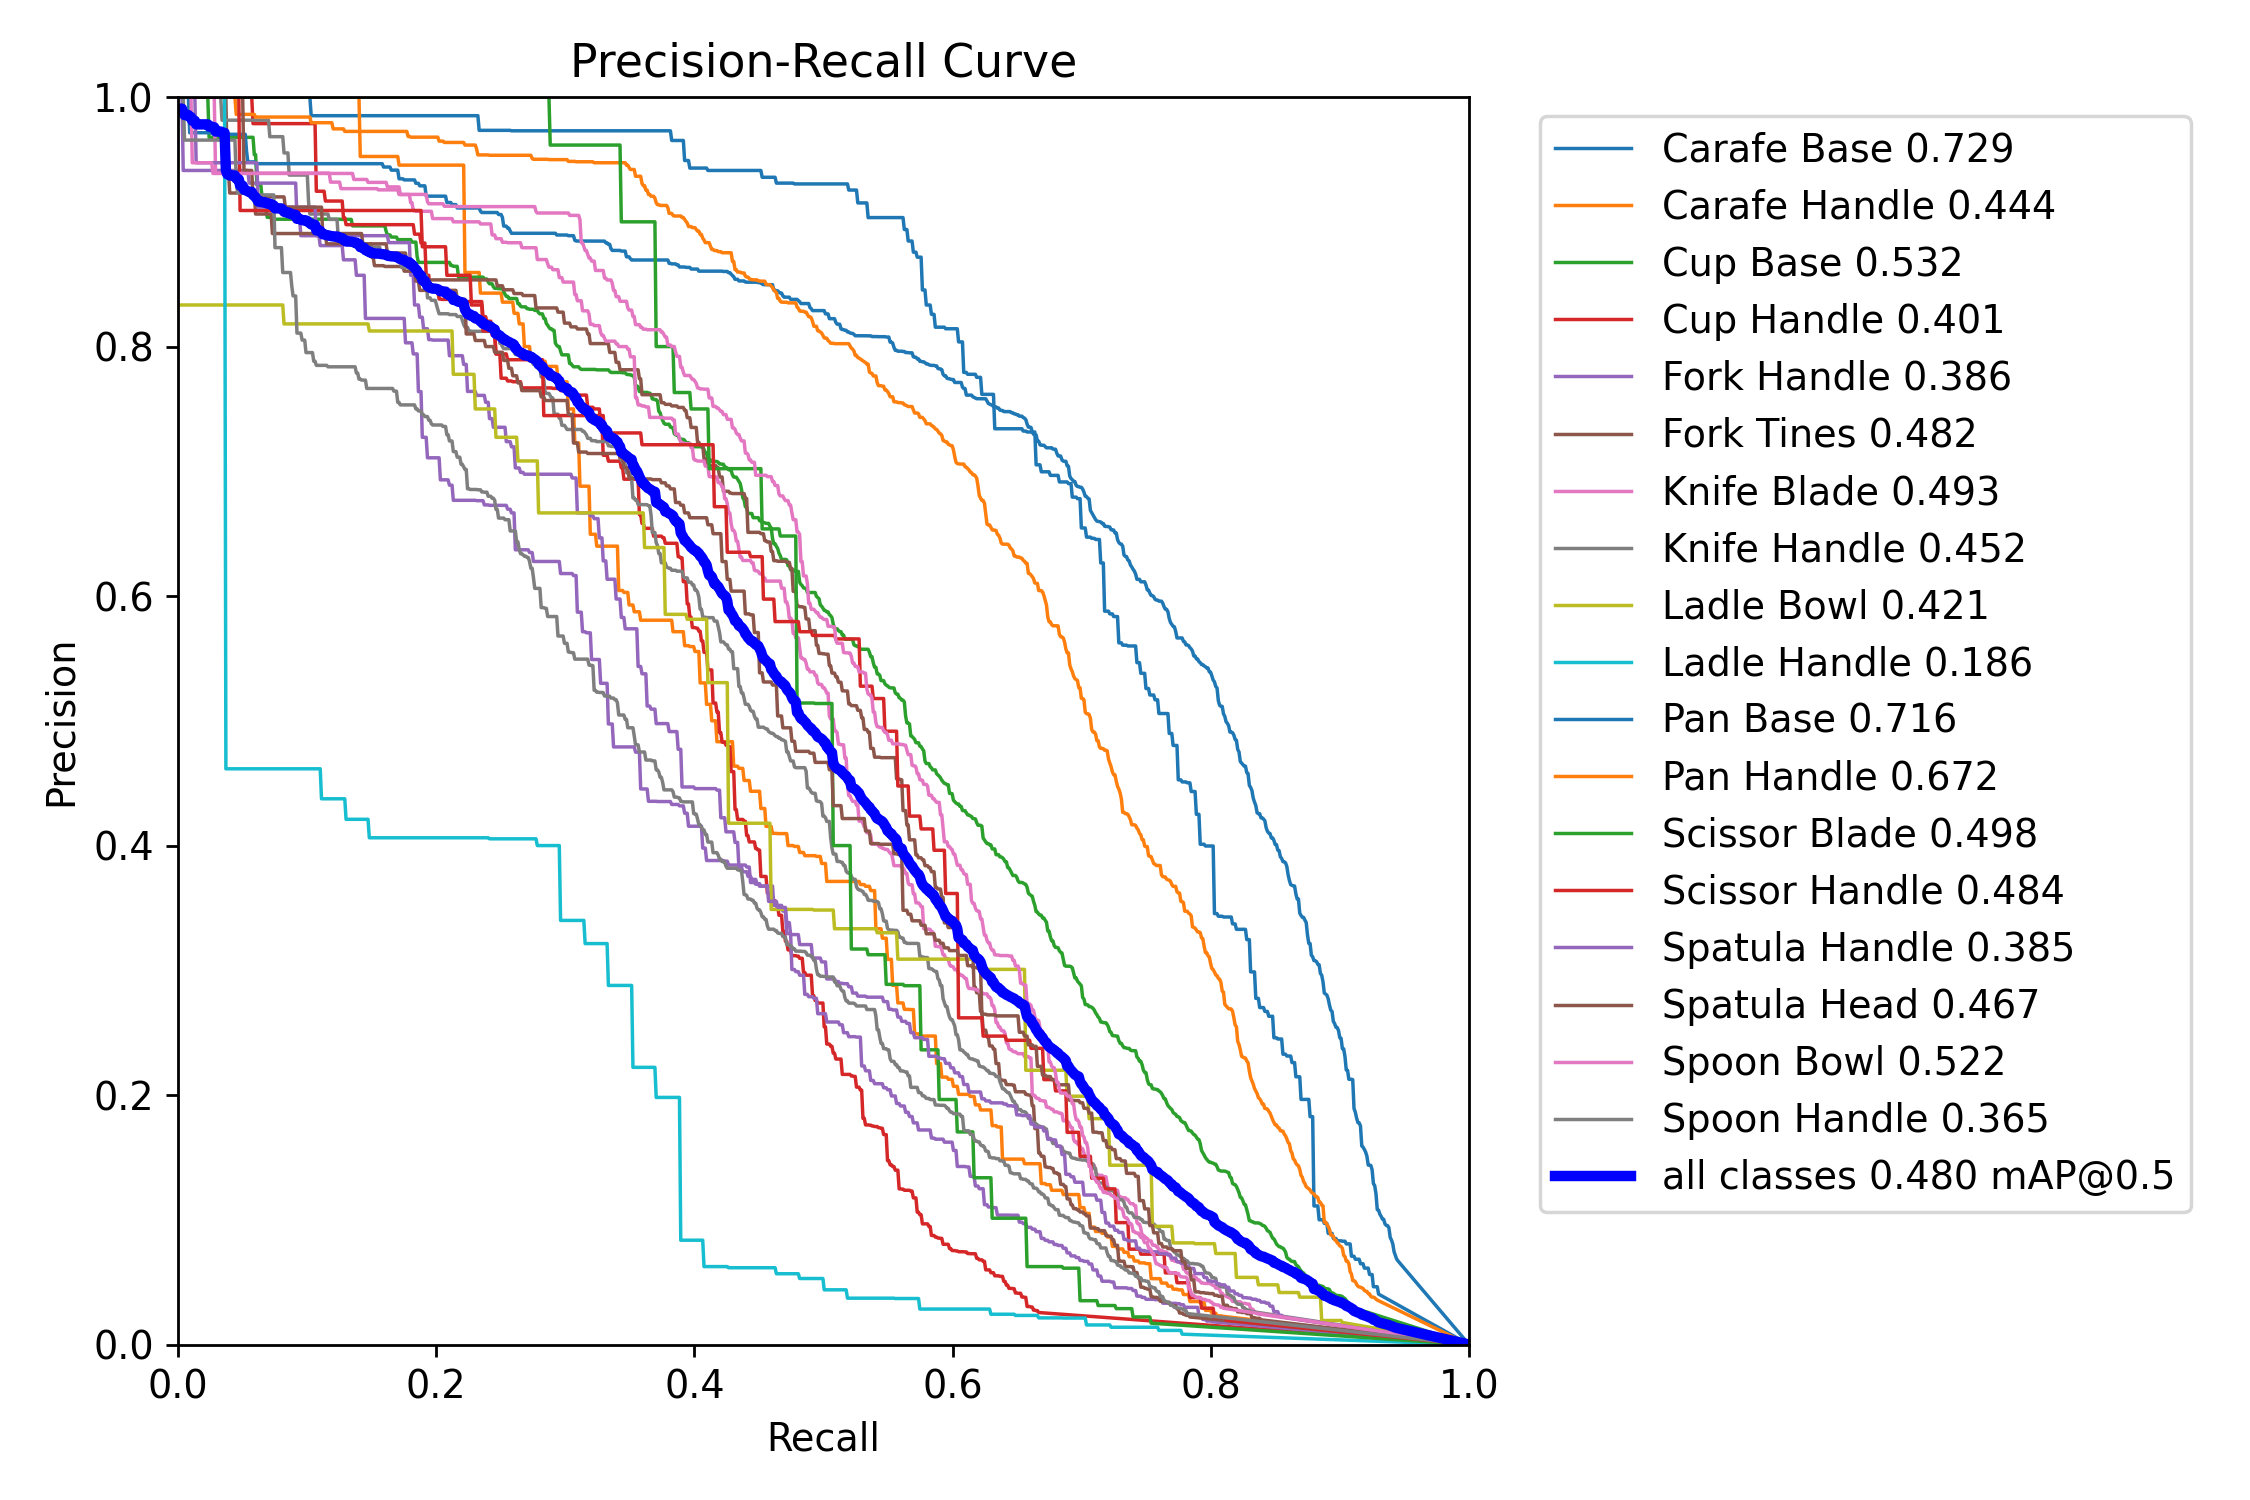 Precision-Recall Curve
1.0
0.8
0.6
0.4
0.2
0.0
Precision
0.0 0.2 0.4 0.6 0.8 1.0
Recall
Carafe Base 0.729
Carafe Handle 0.444
Cup Base 0.532
Cup Handle 0.401
Fork Handle 0.386
Fork Tines 0.482
Knife Blade 0.493
Knife Handle 0.452
Ladle Bowl 0.421
Ladle Handle 0.186
Pan Base 0.716
Pan Handle 0.672
Scissor Blade 0.498
Scissor Handle 0.484
Spatula Handle 0.385
Spatula Head 0.467
Spoon Bowl 0.522
Spoon Handle 0.365
all classes 0.480 mAP@0.5